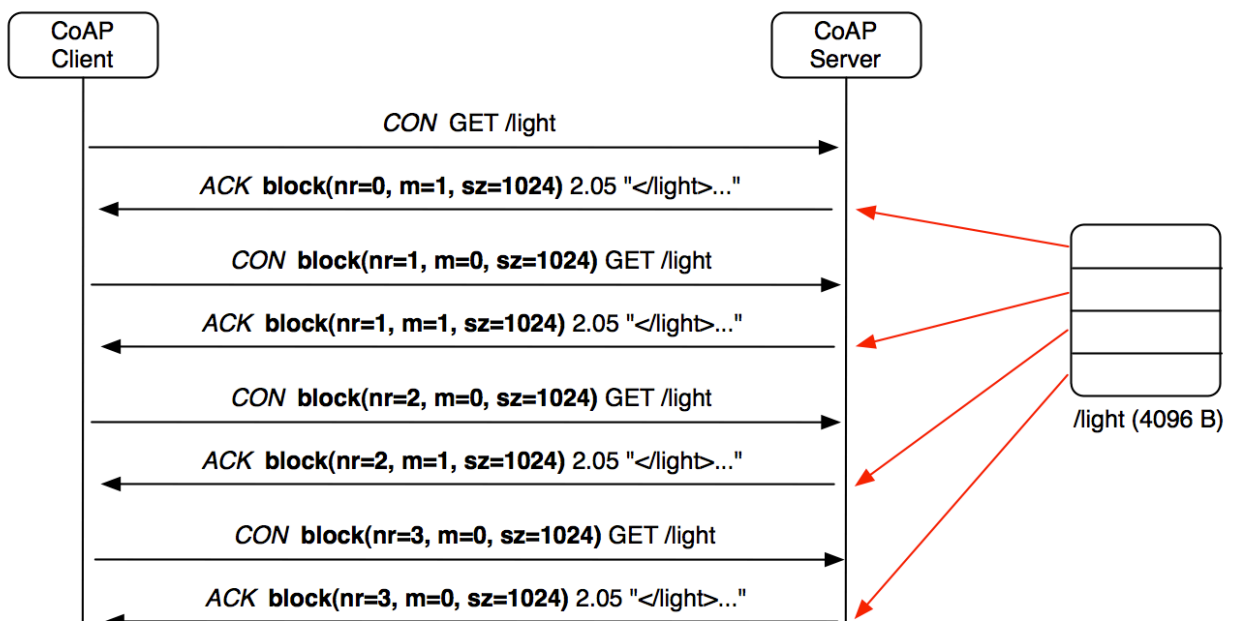 CoAP
Client
CoAP
Server
CON GET /light
ACK block(nr=0, m=1, sz=1024) 2.05 "</light>..."
CON block(nr=1, m=0, sz=1024) GET /light
ACK block(nr=1, m=1, sz=1024) 2.05 "</light>..."
CON block(nr=2, m=0, sz=1024) GET /light
/light (4096 B)
ACK block(nr=2, m=1, sz=1024) 2.05 "</light>..."
CON block(nr=3, m=0, sz=1024) GET /light
ACK block(nr=3, m=0, sz=1024) 2.05 "</light>..."